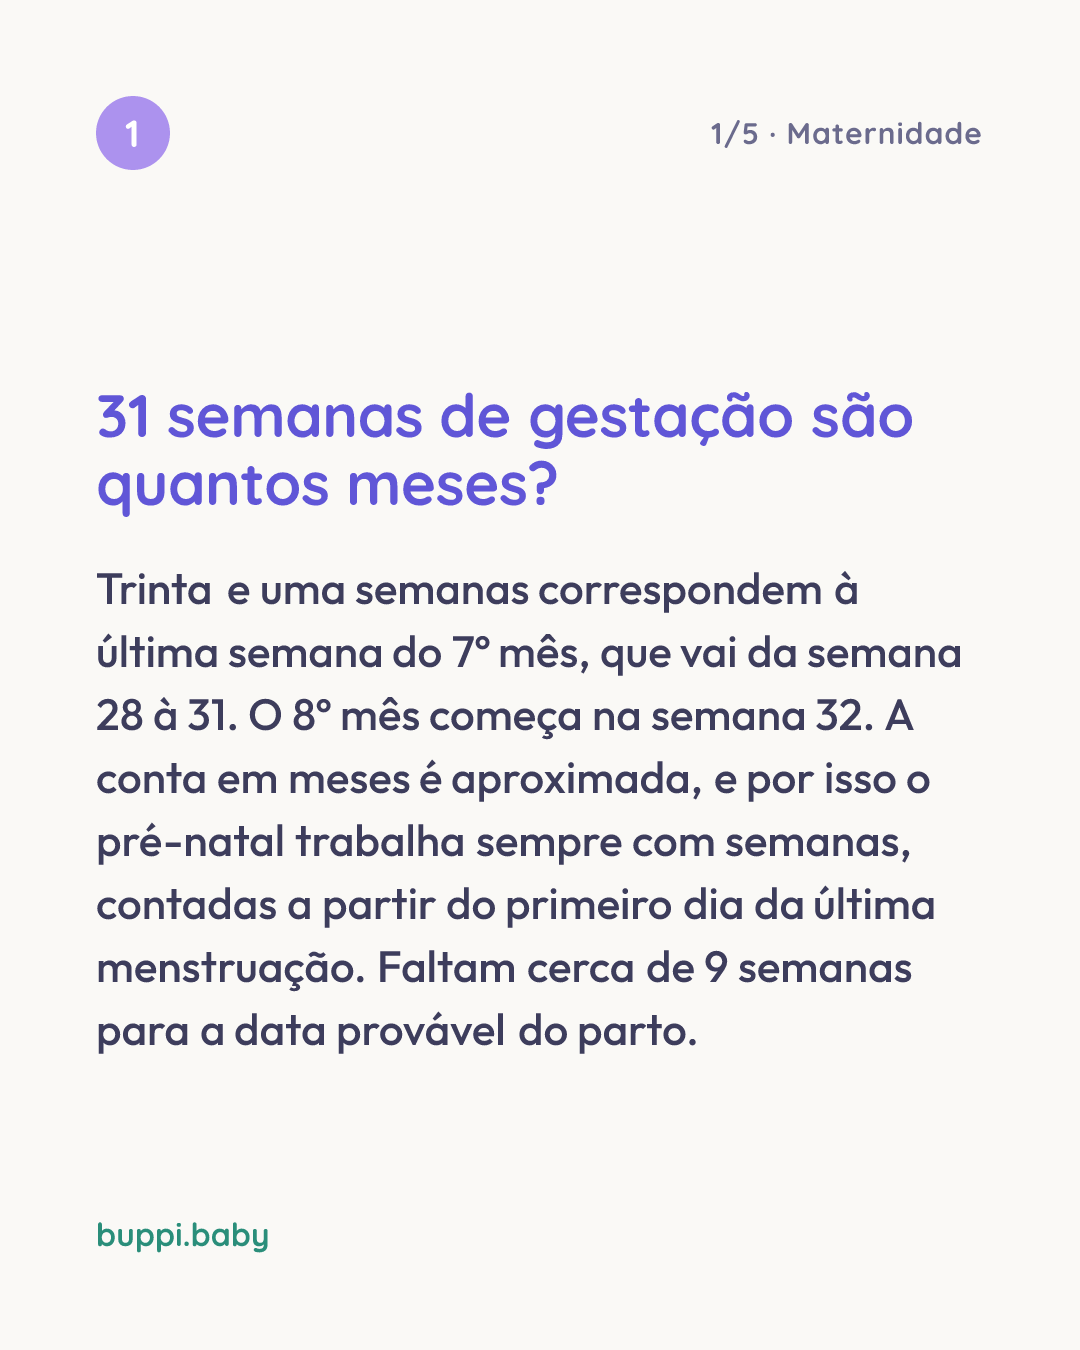 1
1/5 · Maternidade
31 semanas de gestação são
quantos meses?
Trinta e uma semanas correspondem à
última semana do 7º mês, que vai da semana
28 à 31. O 8º mês começa na semana 32. A
conta em meses é aproximada, e por isso o
pré-natal trabalha sempre com semanas,
contadas a partir do primeiro dia da última
menstruação. Faltam cerca de 9 semanas
para a data provável do parto.
buppi.baby